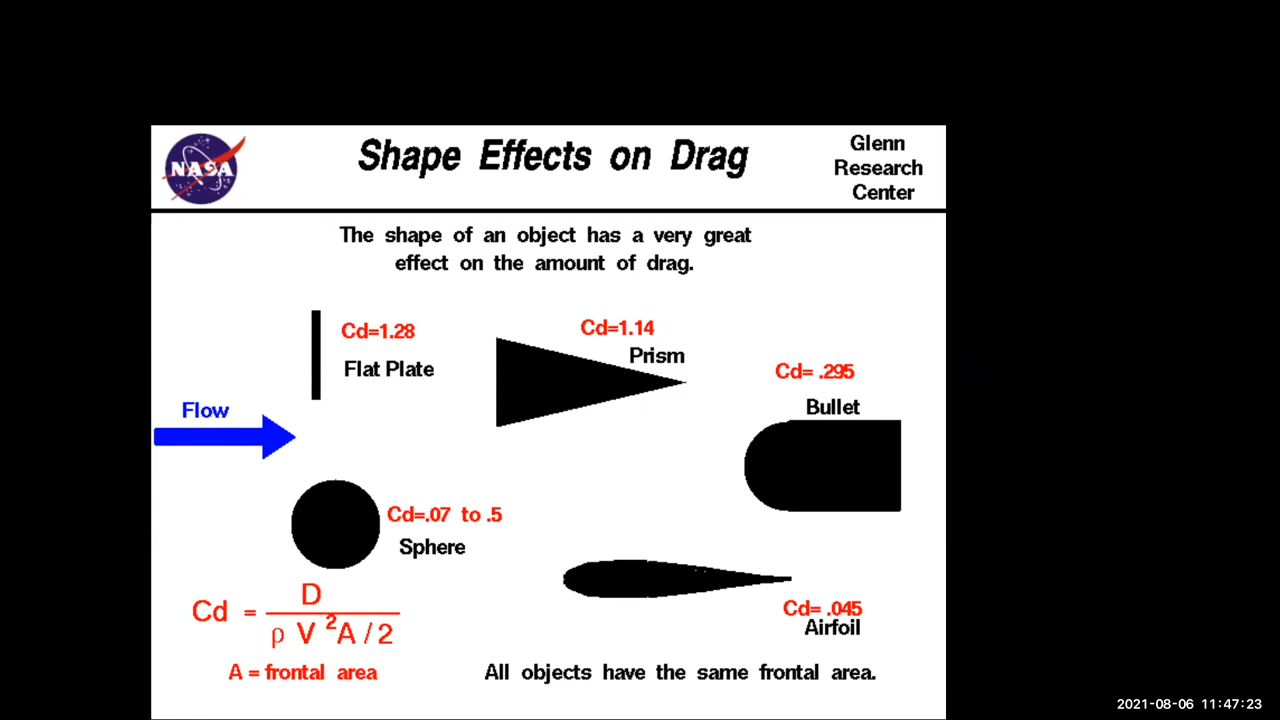 NASA
Shape Effects on Drag
Glenn
Research
Center
The shape of an object has a very great
effect on the amount of drag.
Cd=1.28
Flat Plate
Cd=1.14
Prism
Cd= .295
Bullet
Flow
Cd=.07 to .5
Sphere
Cd = D / ρ V²A / 2
A = frontal area
Cd= .045
Airfoil
All objects have the same frontal area.
2021-08-06 11:47:23